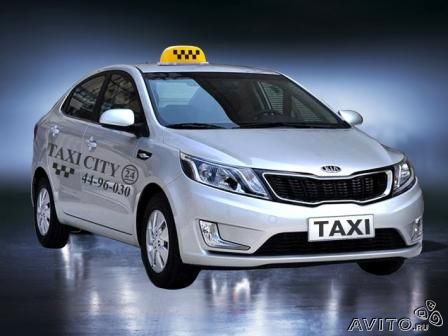 TAXI CITY
24
44-96-030
KIA
TAXI
AVITO.ru